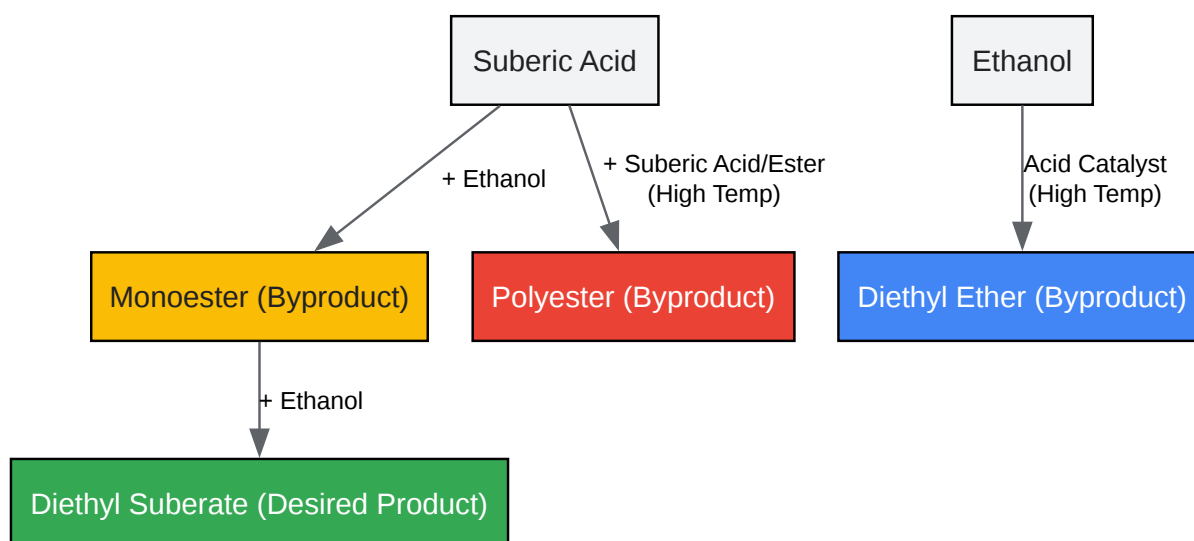 Suberic Acid
Ethanol
+ Ethanol
+ Suberic Acid/Ester
(High Temp)
Acid Catalyst
(High Temp)
Monoester (Byproduct)
Polyester (Byproduct)
Diethyl Ether (Byproduct)
+ Ethanol
Diethyl Suberate (Desired Product)